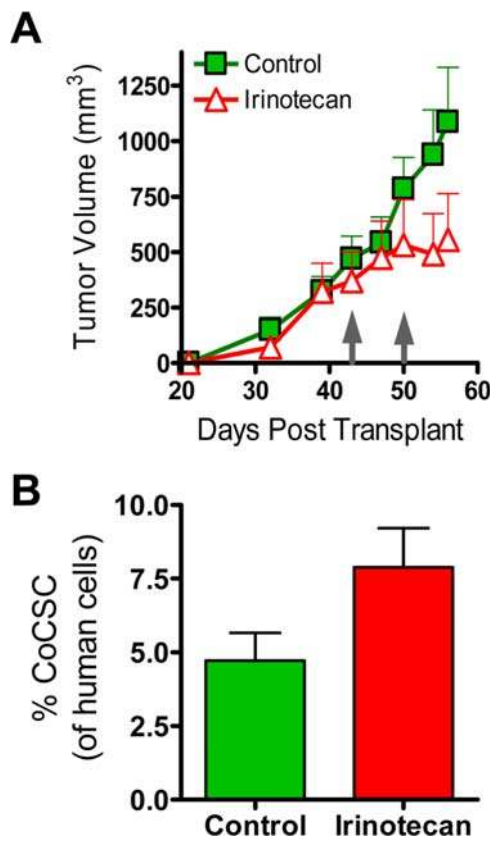 A
Control
Irinotecan
Tumor Volume (mm³)
1250
1000
750
500
250
0
20 30 40 50 60
Days Post Transplant
B
% CoCSC
(of human cells)
10.0
7.5
5.0
2.5
0.0
Control Irinotecan